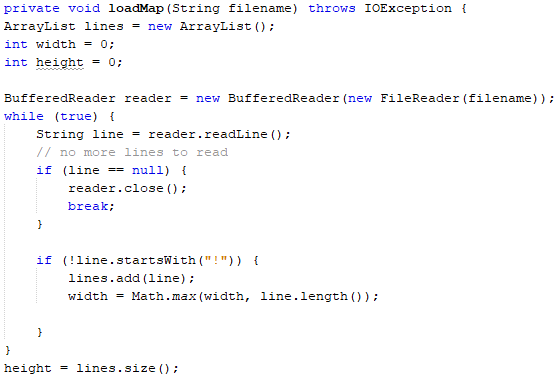 private void loadMap(String filename) throws IOException {
ArrayList lines = new ArrayList();
int width = 0;
int height = 0;

BufferedReader reader = new BufferedReader(new FileReader(filename));
while (true) {
    String line = reader.readLine();
    // no more lines to read
    if (line == null) {
        reader.close();
        break;
    }

    if (!line.startsWith("!")) {
        lines.add(line);
        width = Math.max(width, line.length());

    }
}
height = lines.size();